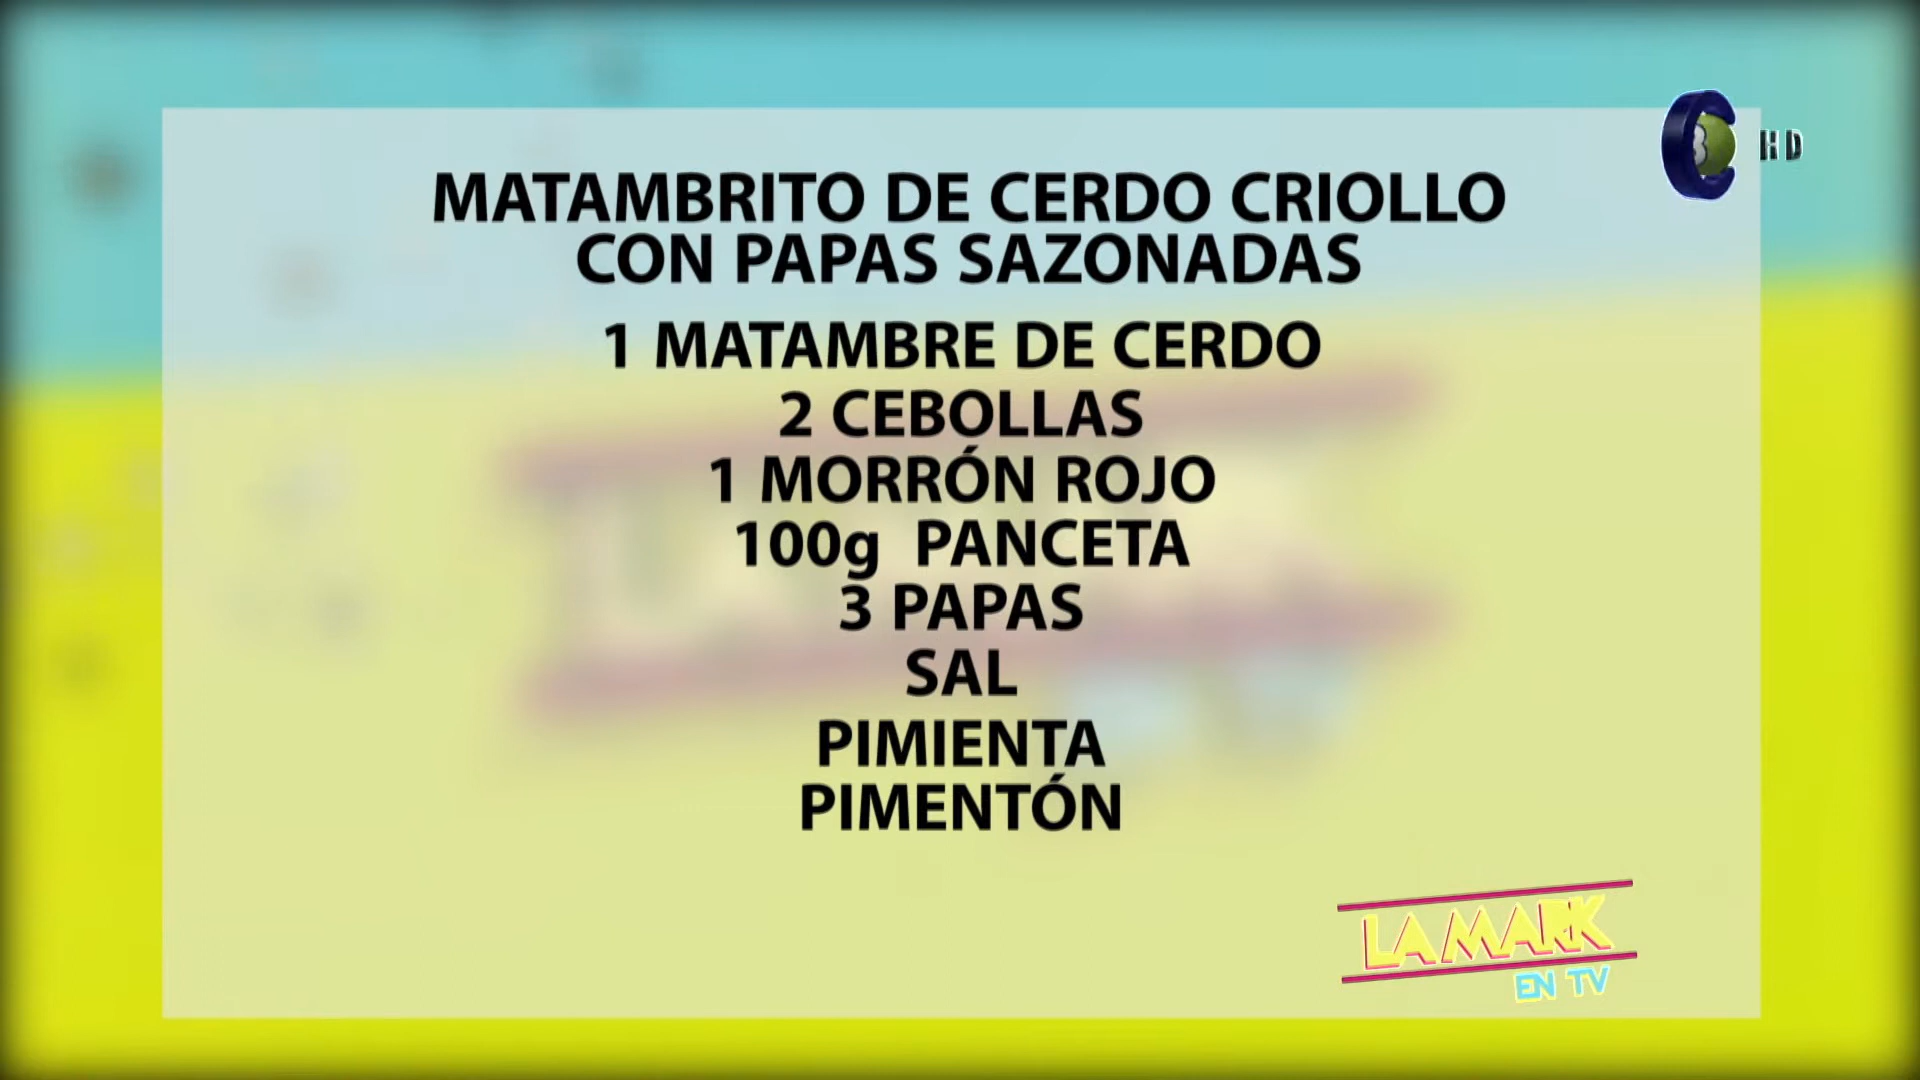 HD
MATAMBRITO DE CERDO CRIOLLO
CON PAPAS SAZONADAS
1 MATAMBRE DE CERDO
2 CEBOLLAS
1 MORRÓN ROJO
100g PANCETA
3 PAPAS
SAL
PIMIENTA
PIMENTÓN
LA MARK
EN TV